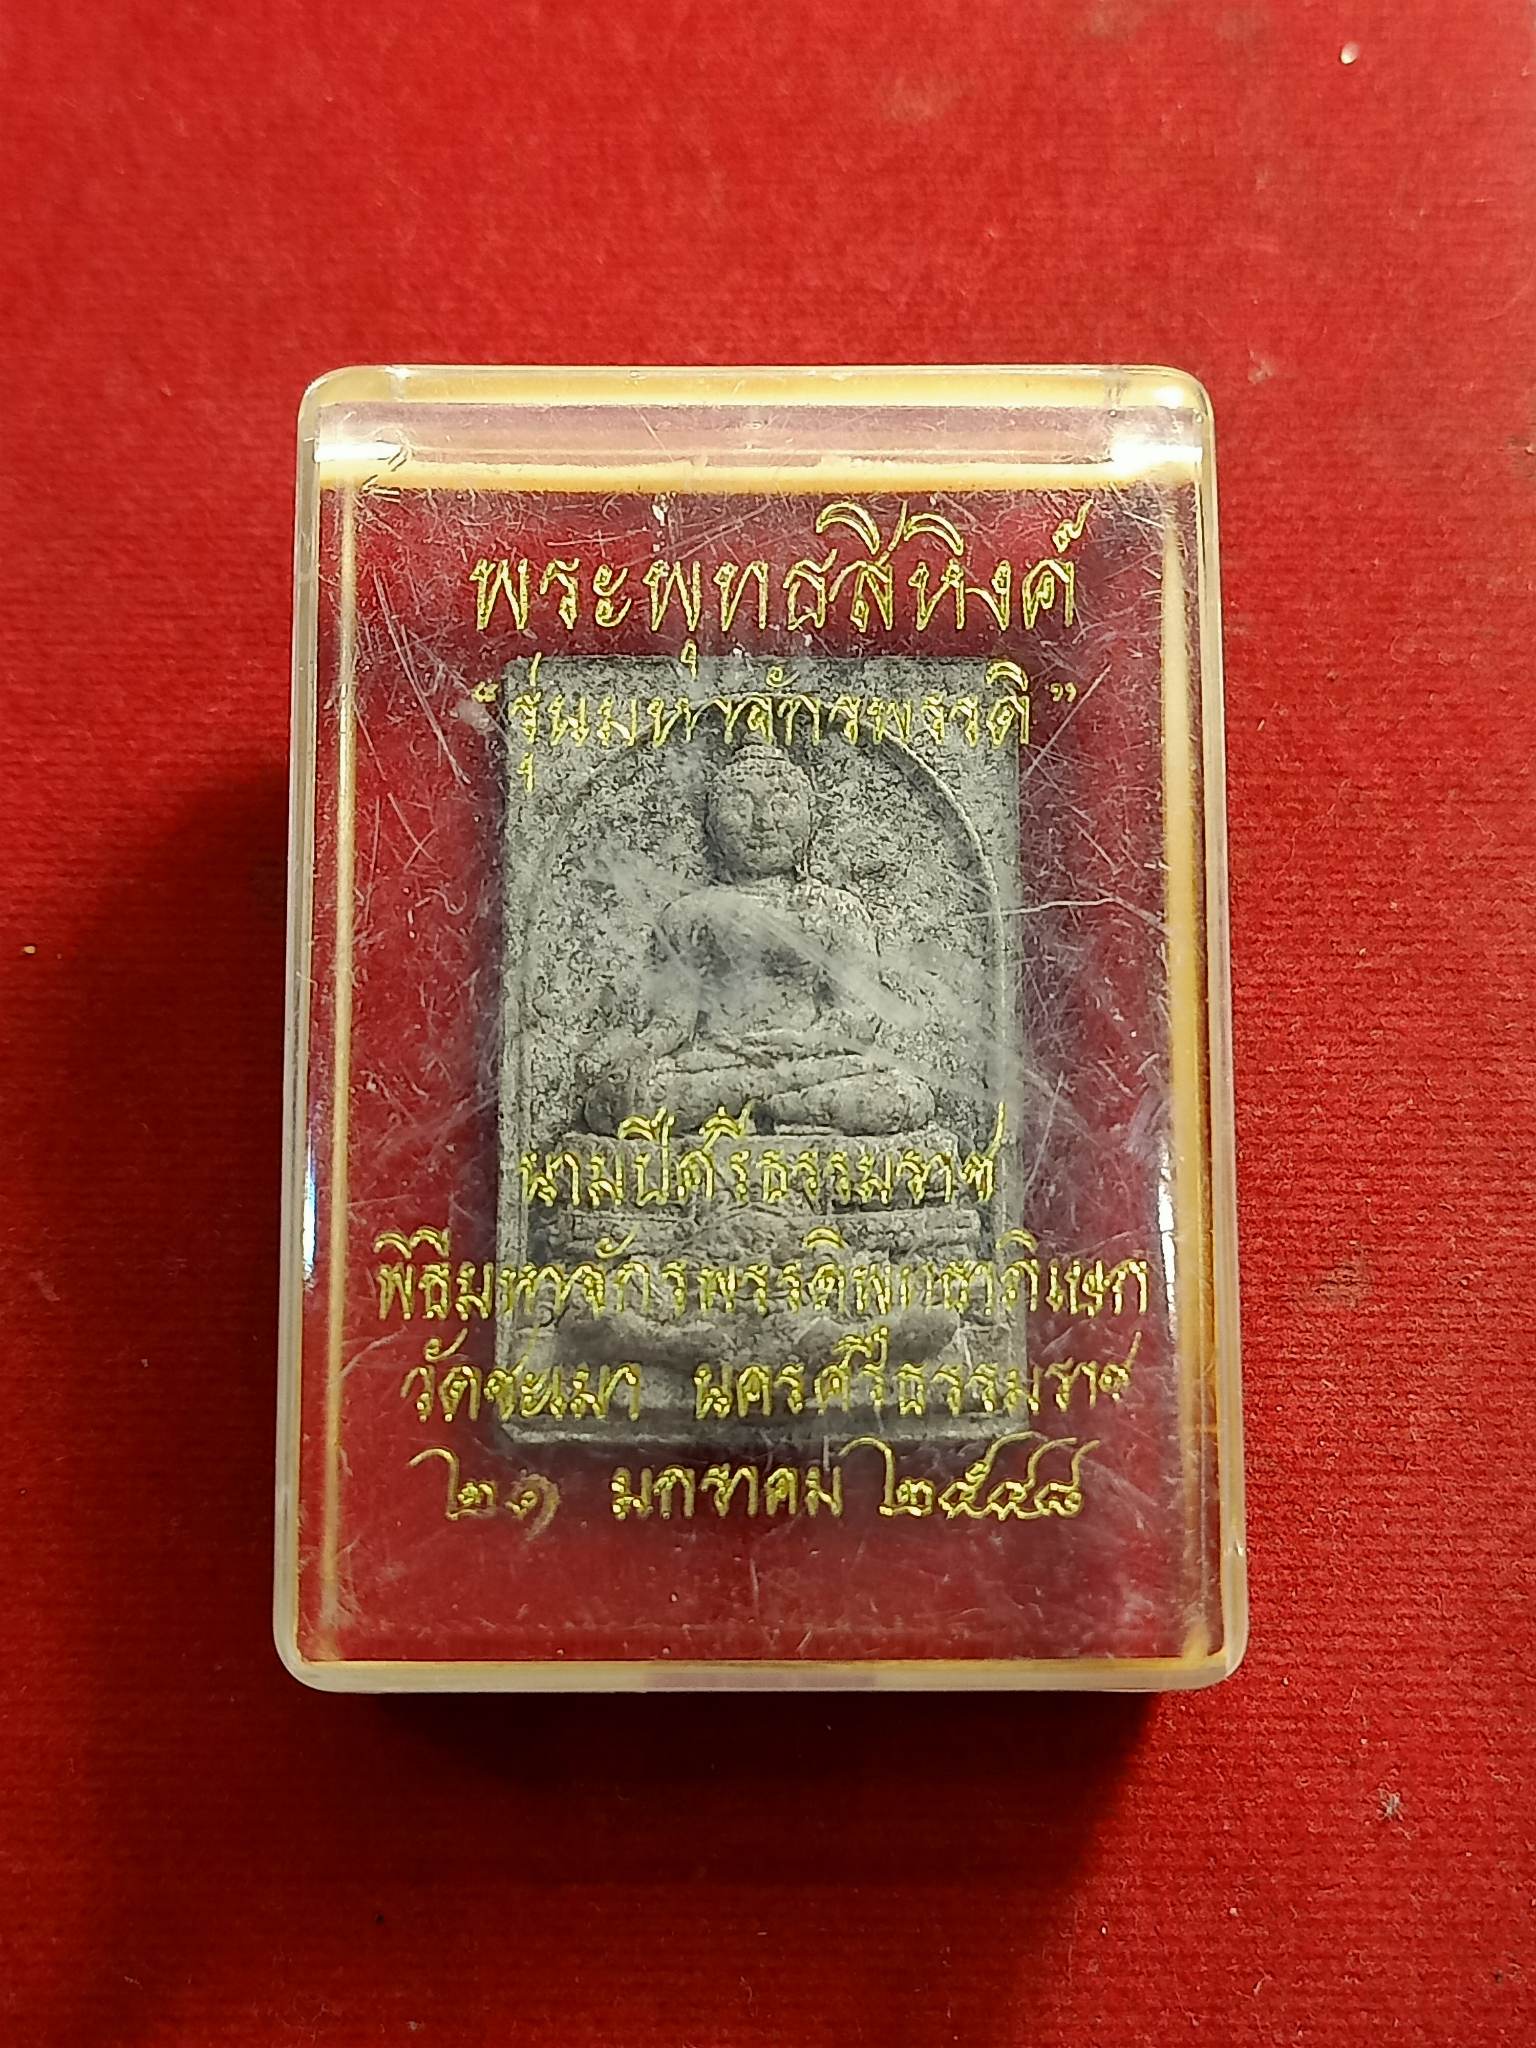 พระพุทธสิหิงค์
“รุ่นมหาจักรพรรดิ”
นามปีศรีธรรมราช
พิธีมหาจักรพรรดิพุทธาภิเษก
วัดชะเมา นครศรีธรรมราช
๒๑ มกราคม ๒๕๔๘